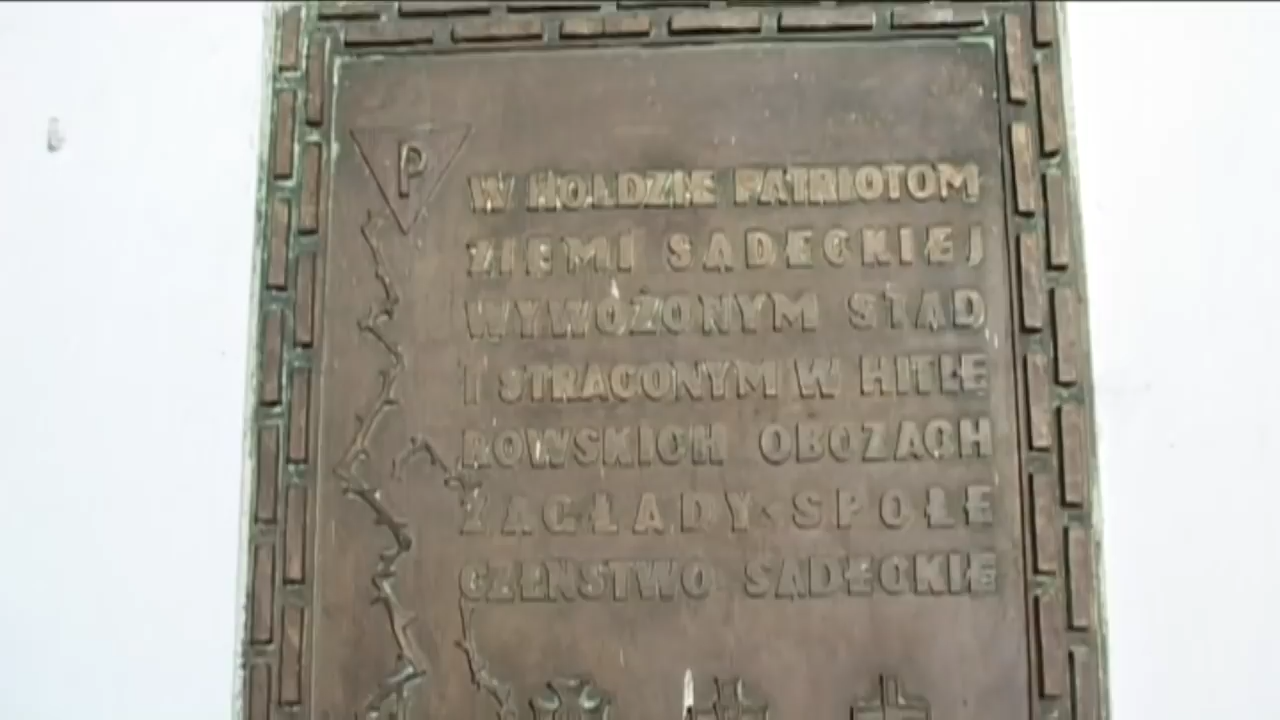 P
W HOŁDZIE PATRIOTOM
ZIEMI SĄDECKIEJ
WYWOŻONYM STĄD
I STRACONYM W HITLE
ROWSKICH OBOZACH
ZAGŁADY SPOŁE
CZEŃSTWO SĄDECKIE